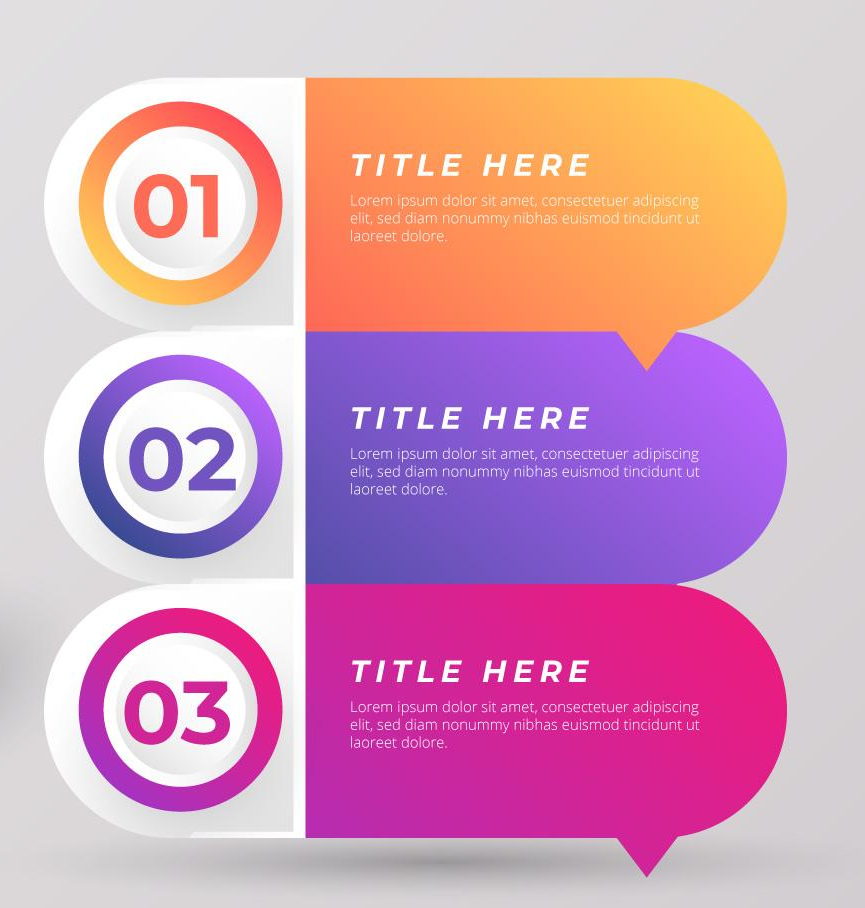 01
TITLE HERE
Lorem ipsum dolor sit amet, consectetuer adipiscing
elit, sed diam nonummy nibhas euismod tincidunt ut
laoreet dolore.
02
TITLE HERE
Lorem ipsum dolor sit amet, consectetuer adipiscing
elit, sed diam nonummy nibhas euismod tincidunt ut
laoreet dolore.
03
TITLE HERE
Lorem ipsum dolor sit amet, consectetuer adipiscing
elit, sed diam nonummy nibhas euismod tincidunt ut
laoreet dolore.